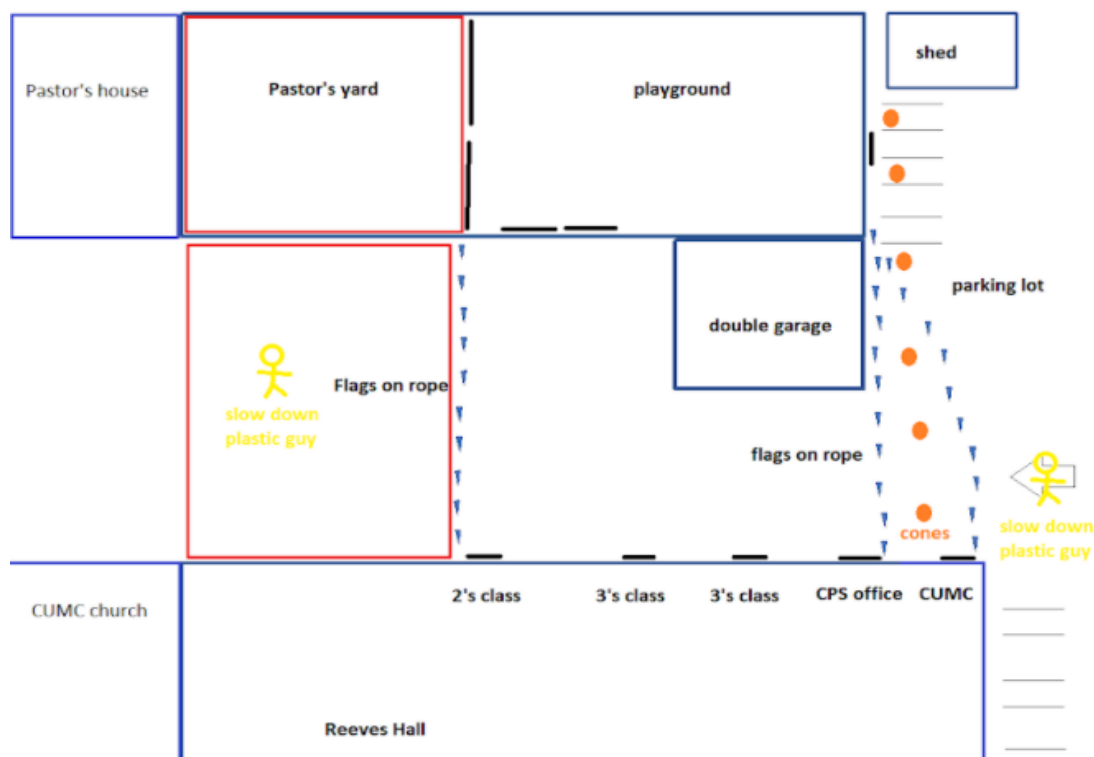 shed
Pastor's house
Pastor's yard
playground
parking lot
double garage
Flags on rope
slow down
plastic guy
flags on rope
cones
slow down
plastic guy
2's class
3's class
3's class
CPS office
CUMC
CUMC church
Reeves Hall